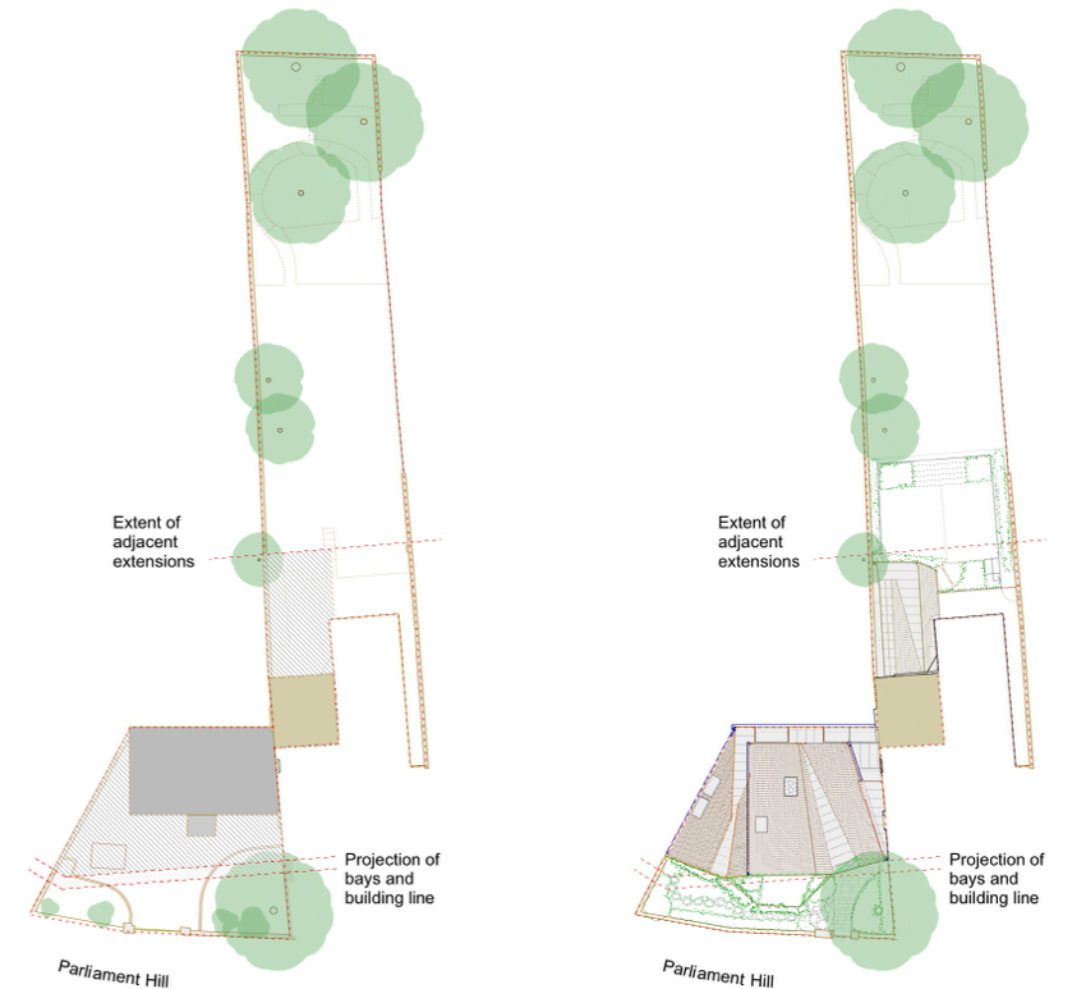 Extent of
adjacent
extensions
Projection of
bays and
building line
Parliament Hill
Extent of
adjacent
extensions
Projection of
bays and
building line
Parliament Hill